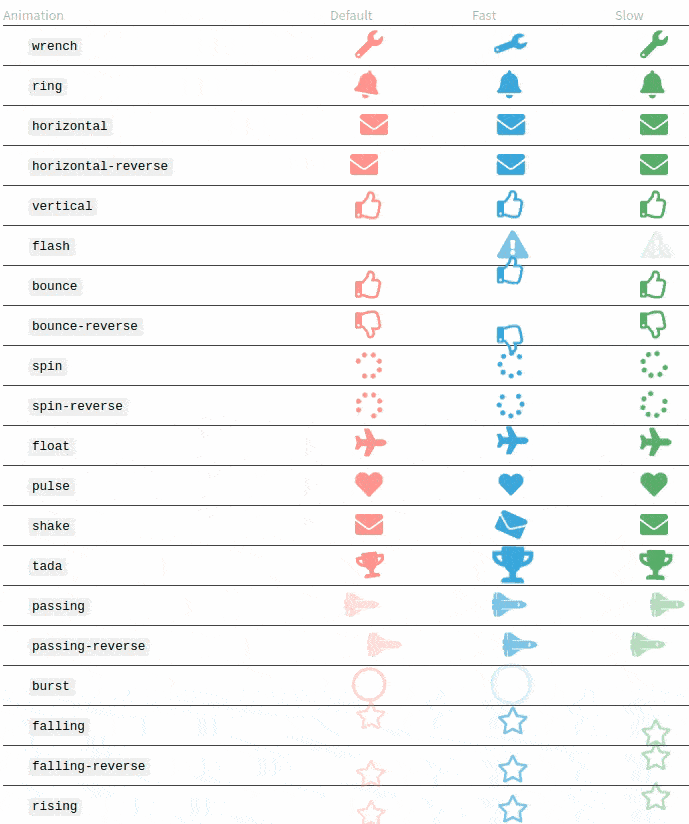 Animation Default Fast Slow
wrench
ring
horizontal
horizontal-reverse
vertical
flash
bounce
bounce-reverse
spin
spin-reverse
float
pulse
shake
tada
passing
passing-reverse
burst
falling
falling-reverse
rising